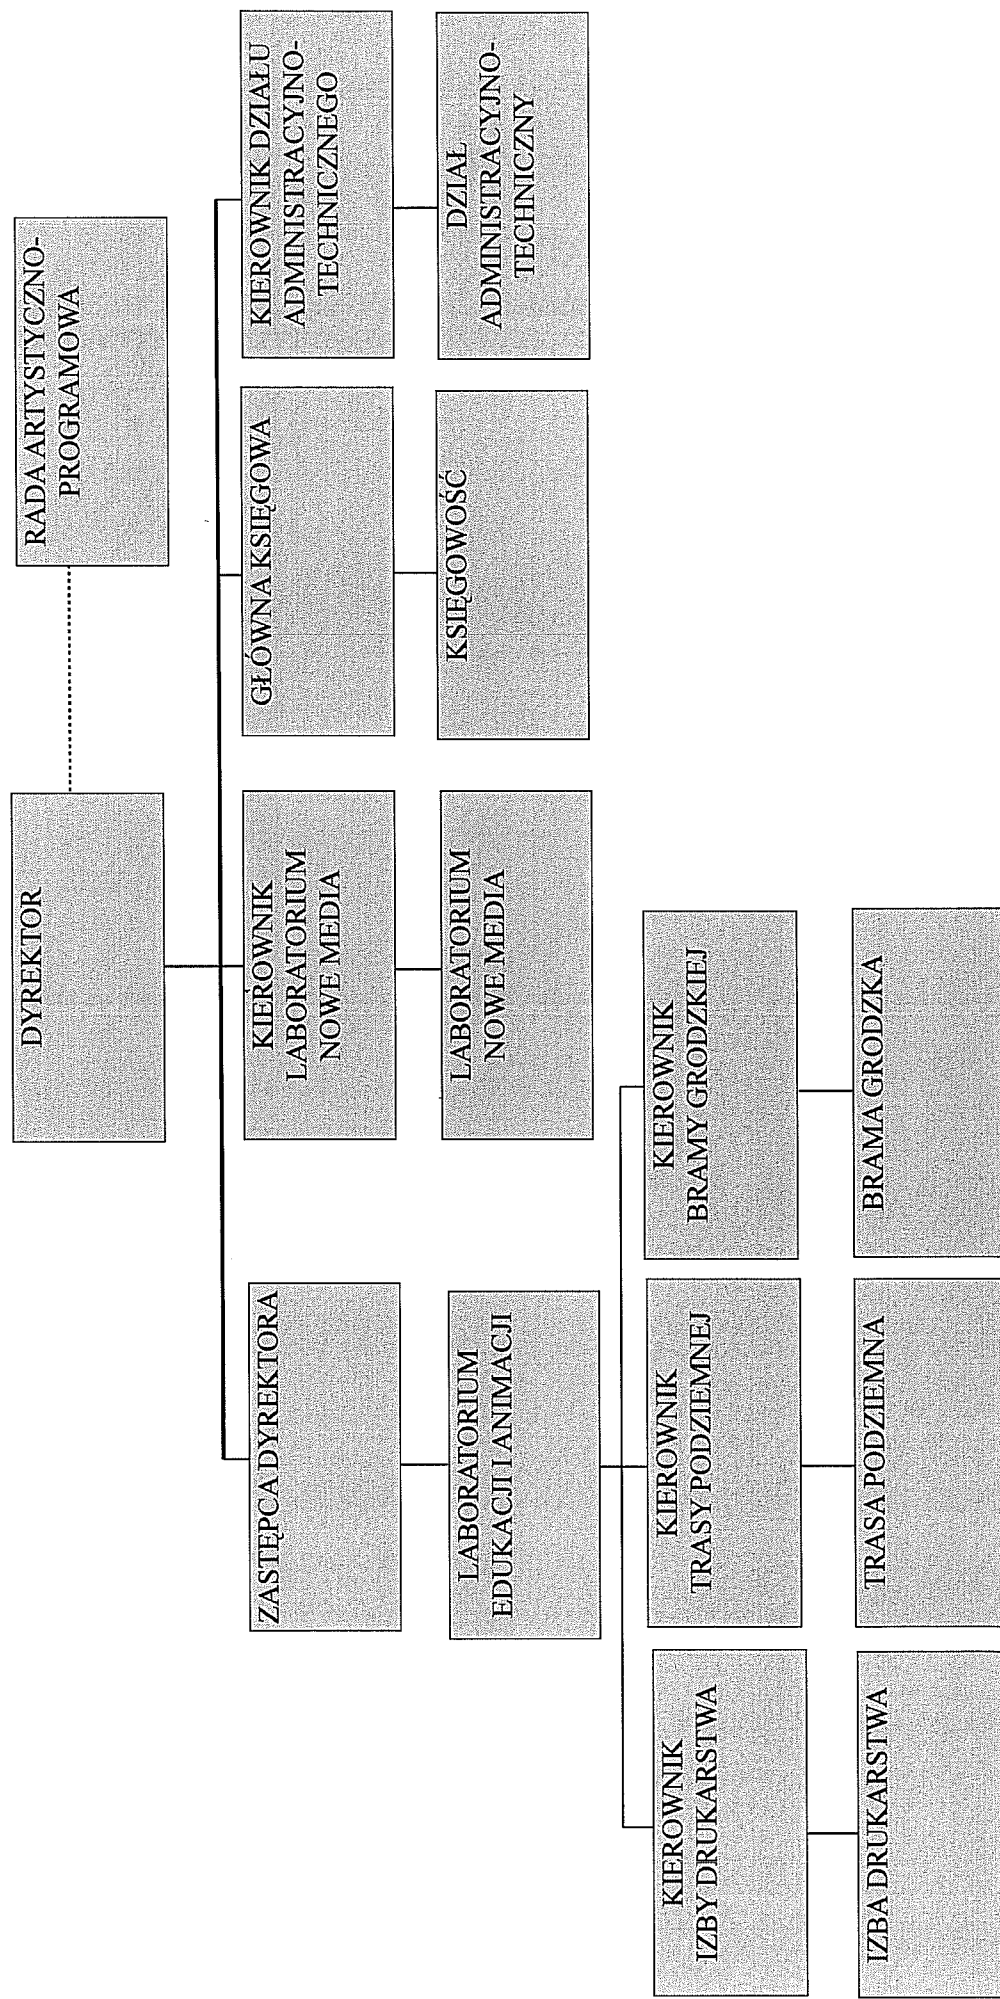 DYREKTOR
RADA ARTYSTYCZNO-
PROGRAMOWA
ZASTĘPCA DYREKTORA
KIEROWNIK
LABORATORIUM
NOWE MEDIA
GŁÓWNA KSIĘGOWA
KIEROWNIK DZIAŁU
ADMINISTRACYJNO-
TECHNICZNEGO
LABORATORIUM
EDUKACJI I ANIMACJI
LABORATORIUM
NOWE MEDIA
KSIĘGOWOŚĆ
DZIAŁ
ADMINISTRACYJNO-
TECHNICZNY
KIEROWNIK
IZBY DRUKARSTWA
KIEROWNIK
TRASY PODZIEMNEJ
KIEROWNIK
BRAMY GRODZKIEJ
IZBA DRUKARSTWA
TRASA PODZIEMNA
BRAMA GRODZKA